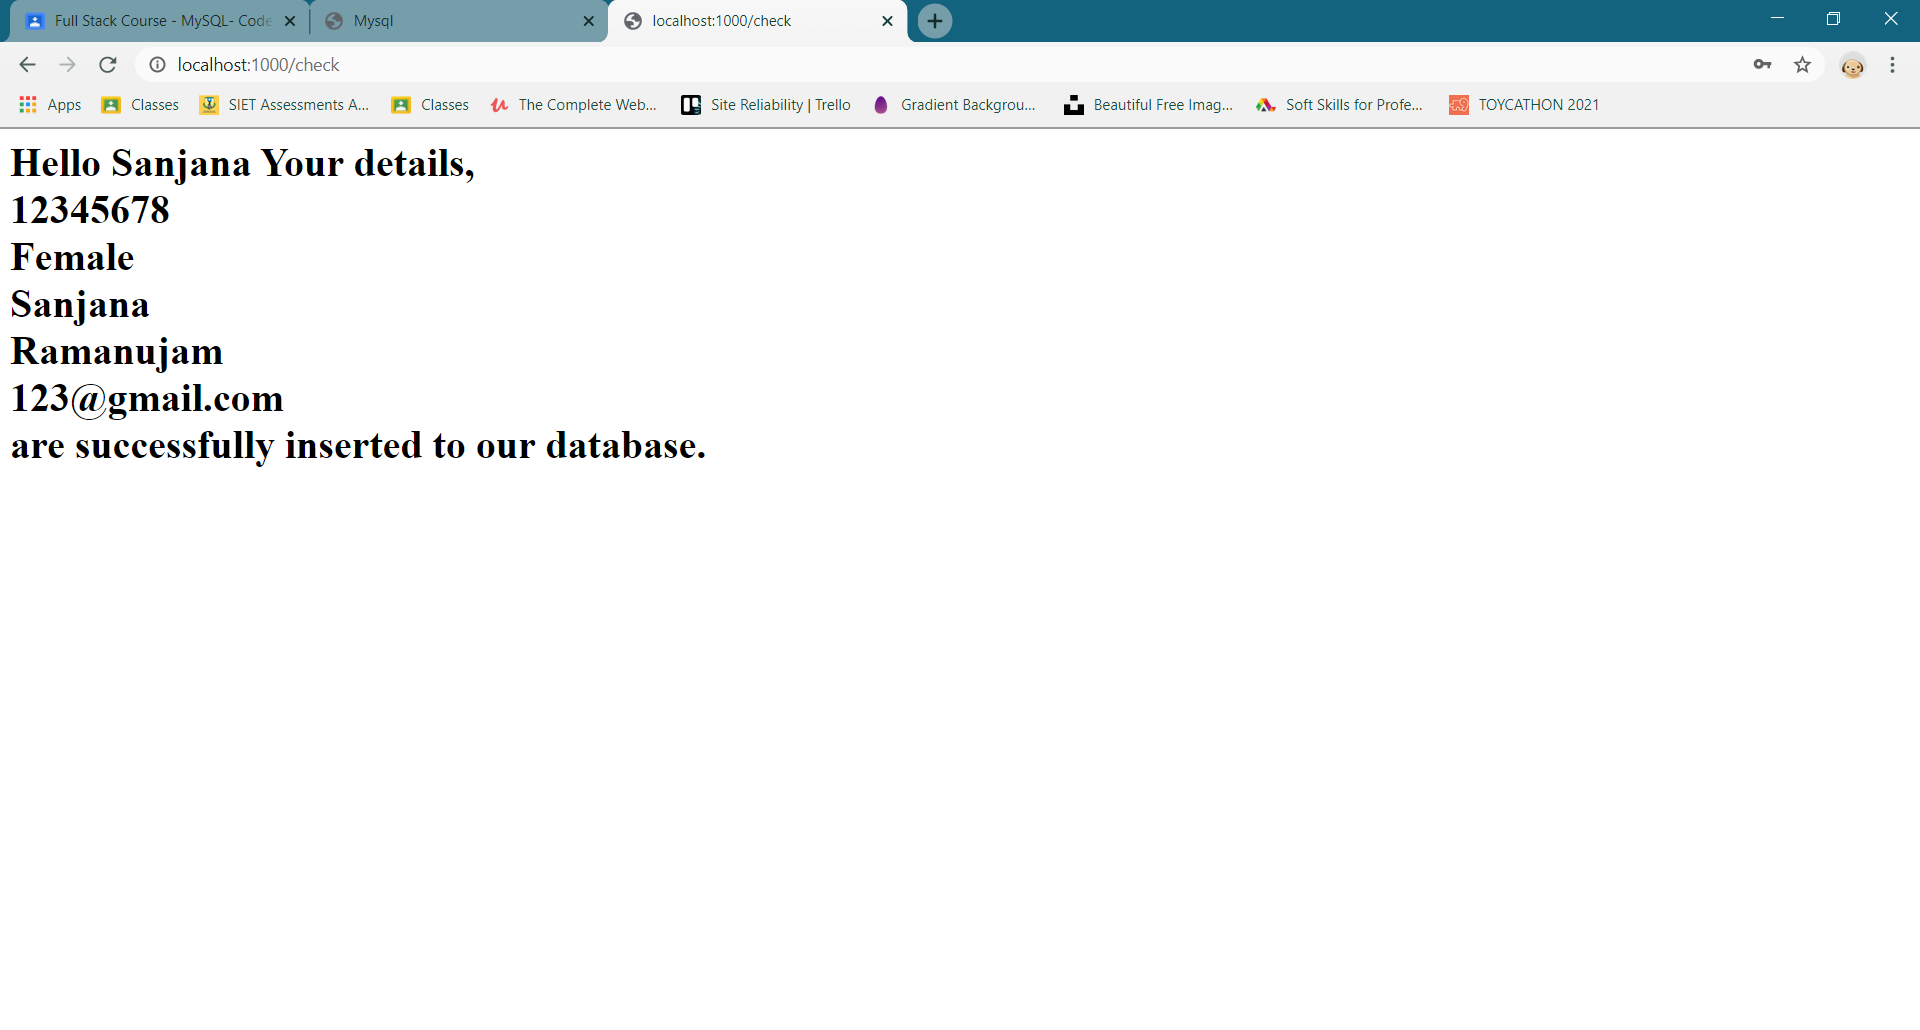 Full Stack Course - MySQL- Code
Mysql
localhost:1000/check
localhost:1000/check
Apps
Classes
SIET Assessments A...
Classes
The Complete Web...
Site Reliability | Trello
Gradient Backgrou...
Beautiful Free Imag...
Soft Skills for Profe...
TOYCATHON 2021
Hello Sanjana Your details,
12345678
Female
Sanjana
Ramanujam
123@gmail.com
are successfully inserted to our database.